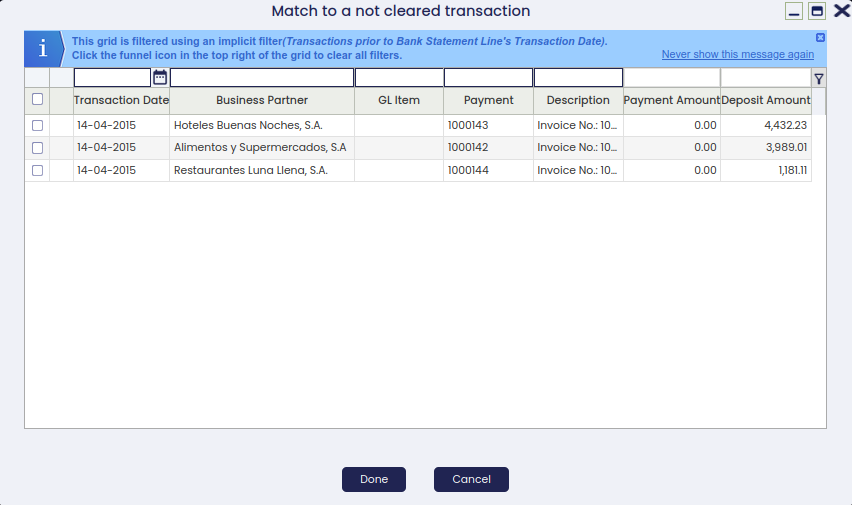 Match to a not cleared transaction
i
This grid is filtered using an implicit filter(Transactions prior to Bank Statement Line's Transaction Date).
Click the funnel icon in the top right of the grid to clear all filters.
Never show this message again
Transaction Date Business Partner GL Item Payment Description Payment Amount Deposit Amount
14-04-2015 Hoteles Buenas Noches, S.A. 1000143 Invoice No.: 10... 0.00 4,432.23
14-04-2015 Alimentos y Supermercados, S.A 1000142 Invoice No.: 10... 0.00 3,989.01
14-04-2015 Restaurantes Luna Llena, S.A. 1000144 Invoice No.: 10... 0.00 1,181.11
Done Cancel